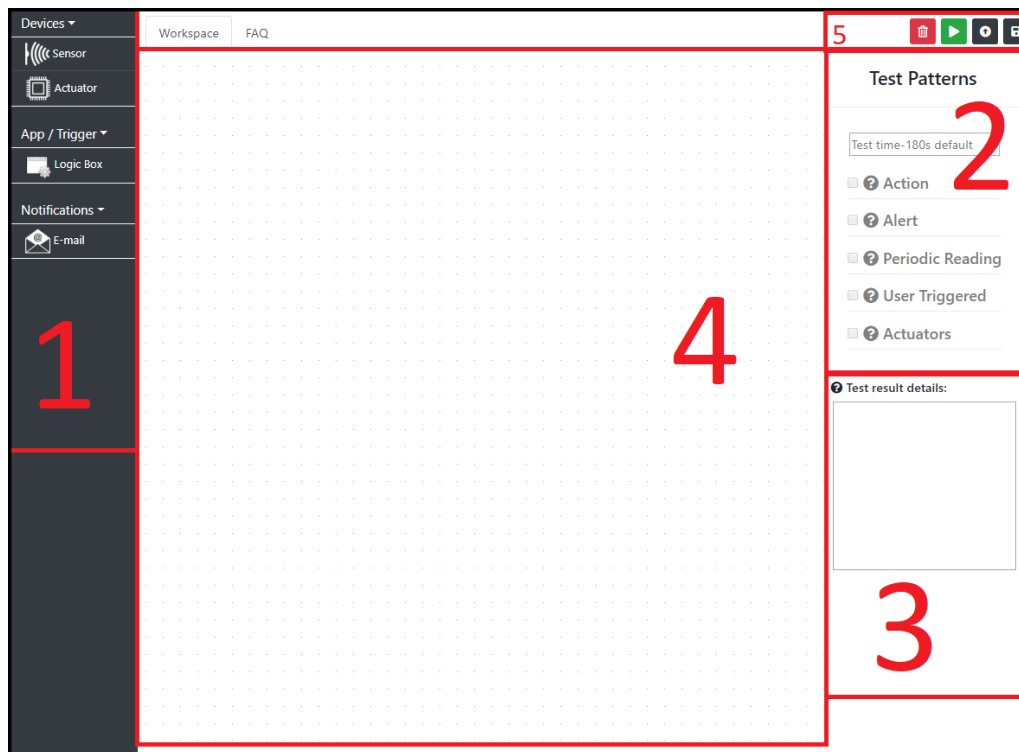 Devices
Sensor
Actuator
App / Trigger
Logic Box
Notifications
E-mail
1
Workspace
FAQ
4
5
Test Patterns
2
Test time-180s default
Action
Alert
Periodic Reading
User Triggered
Actuators
Test result details:
3